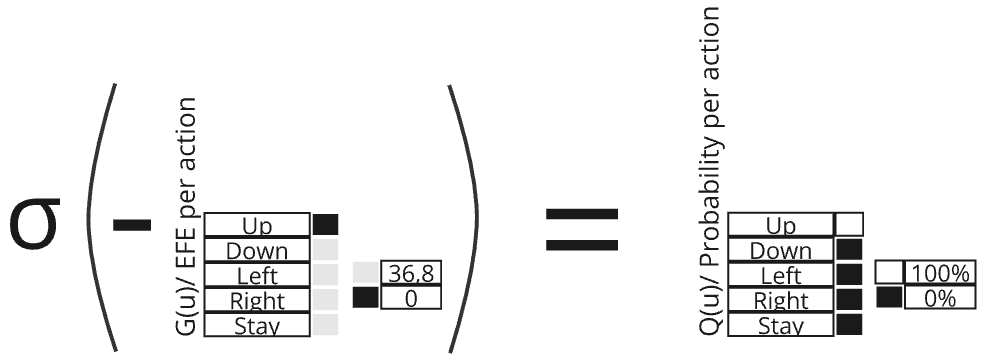 σ ( -
G(u)/ EFE per action
Up
Down
Left
Right
Stay
36,8
0
) =
Q(u)/ Probability per action
Up
Down
Left
Right
Stay
100%
0%